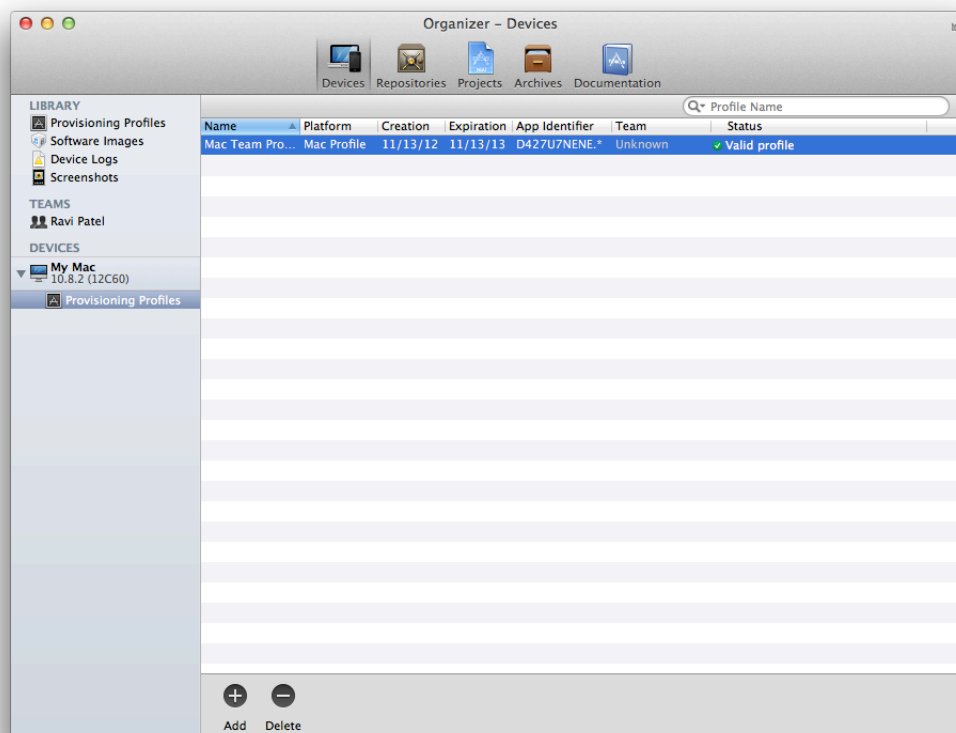 Organizer – Devices
Devices Repositories Projects Archives Documentation
LIBRARY
Provisioning Profiles
Software Images
Device Logs
Screenshots
TEAMS
Ravi Patel
DEVICES
My Mac
10.8.2 (12C60)
Provisioning Profiles
Profile Name
Name Platform Creation Expiration App Identifier Team Status
Mac Team Pro... Mac Profile 11/13/12 11/13/13 D427U7NENE.* Unknown Valid profile
Add Delete